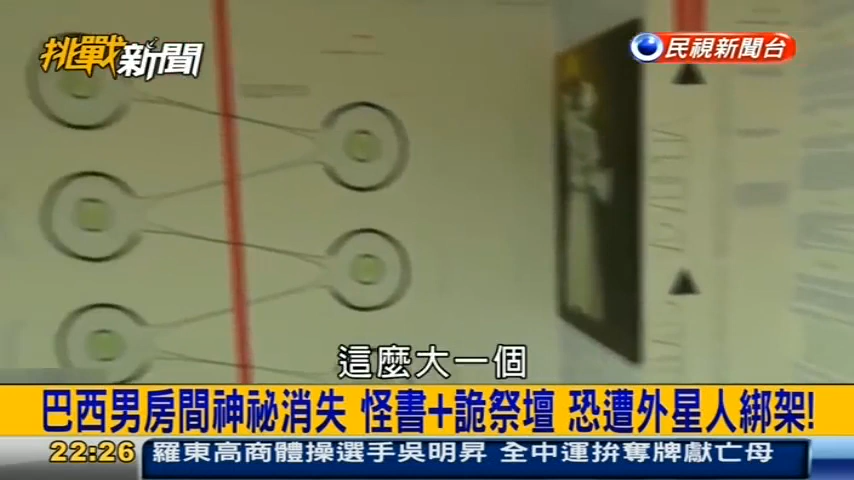 挑戰新聞
民視新聞台
這麼大一個
巴西男房間神祕消失 怪書+詭祭壇 恐遭外星人綁架!
22:26 羅東高商體操選手吳明昇 全中運拚奪牌獻亡母